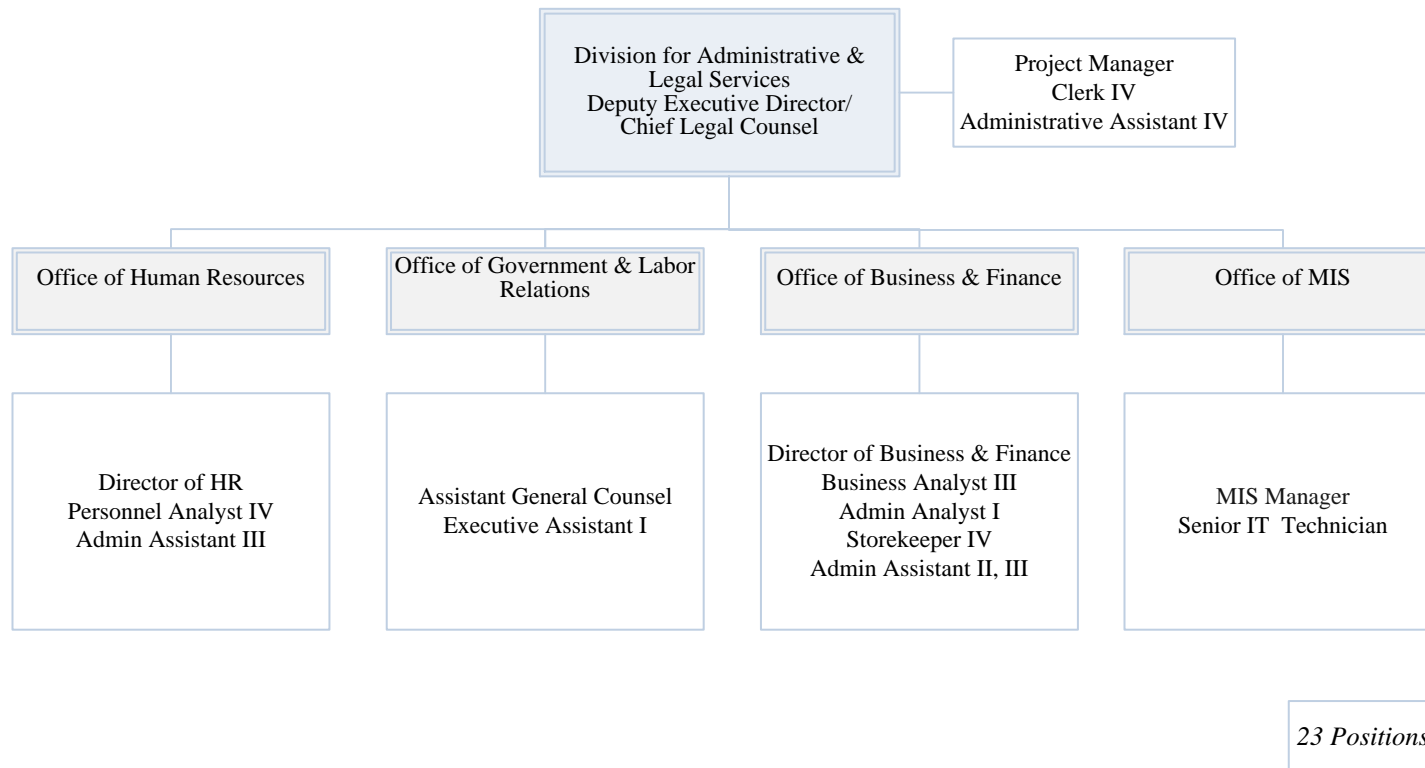 Division for Administrative &
Legal Services
Deputy Executive Director/
Chief Legal Counsel
Project Manager
Clerk IV
Administrative Assistant IV
Office of Human Resources
Office of Government & Labor
Relations
Office of Business & Finance
Office of MIS
Director of HR
Personnel Analyst IV
Admin Assistant III
Assistant General Counsel
Executive Assistant I
Director of Business & Finance
Business Analyst III
Admin Analyst I
Storekeeper IV
Admin Assistant II, III
MIS Manager
Senior IT Technician
23 Positions